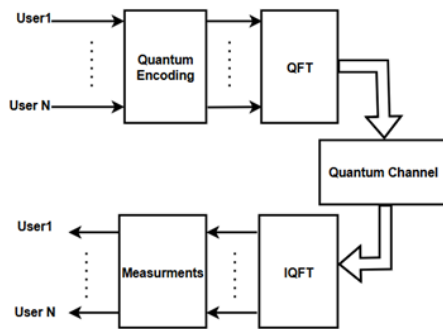 User1
Quantum
Encoding
QFT
User N
Quantum Channel
User1
Measurments
IQFT
User N